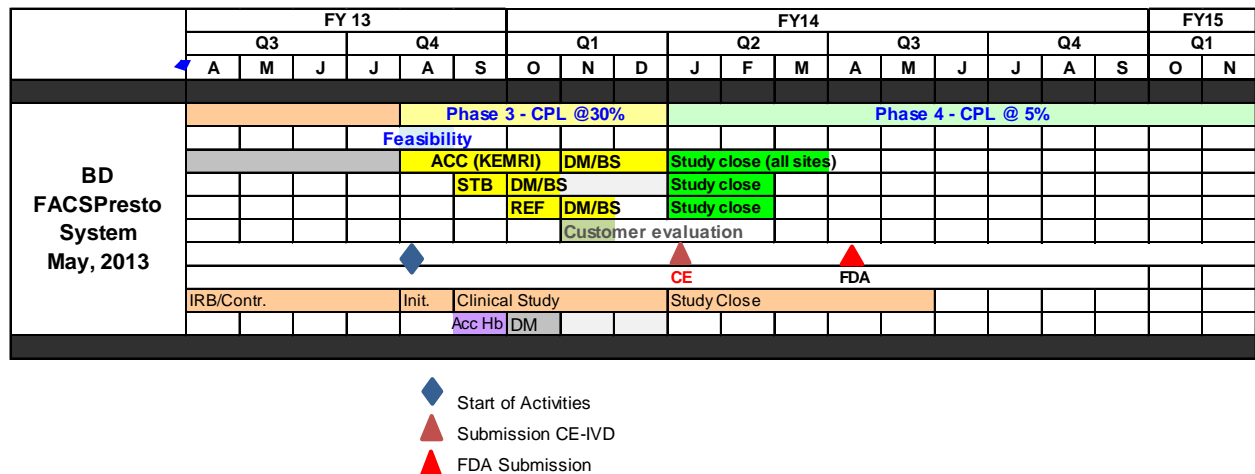 FY 13 FY14 FY15
Q3 Q4 Q1 Q2 Q3 Q4 Q1
A M J J A S O N D J F M A M J J A S O N
Phase 3 - CPL @30% Phase 4 - CPL @ 5%
Feasibility
ACC (KEMRI) DM/BS Study close (all sites)
BD
FACSPresto
System
May, 2013
STB DM/BS Study close
REF DM/BS Study close
Customer evaluation
CE FDA
IRB/Contr. Init. Clinical Study Study Close
Acc Hb DM
Start of Activities
Submission CE-IVD
FDA Submission